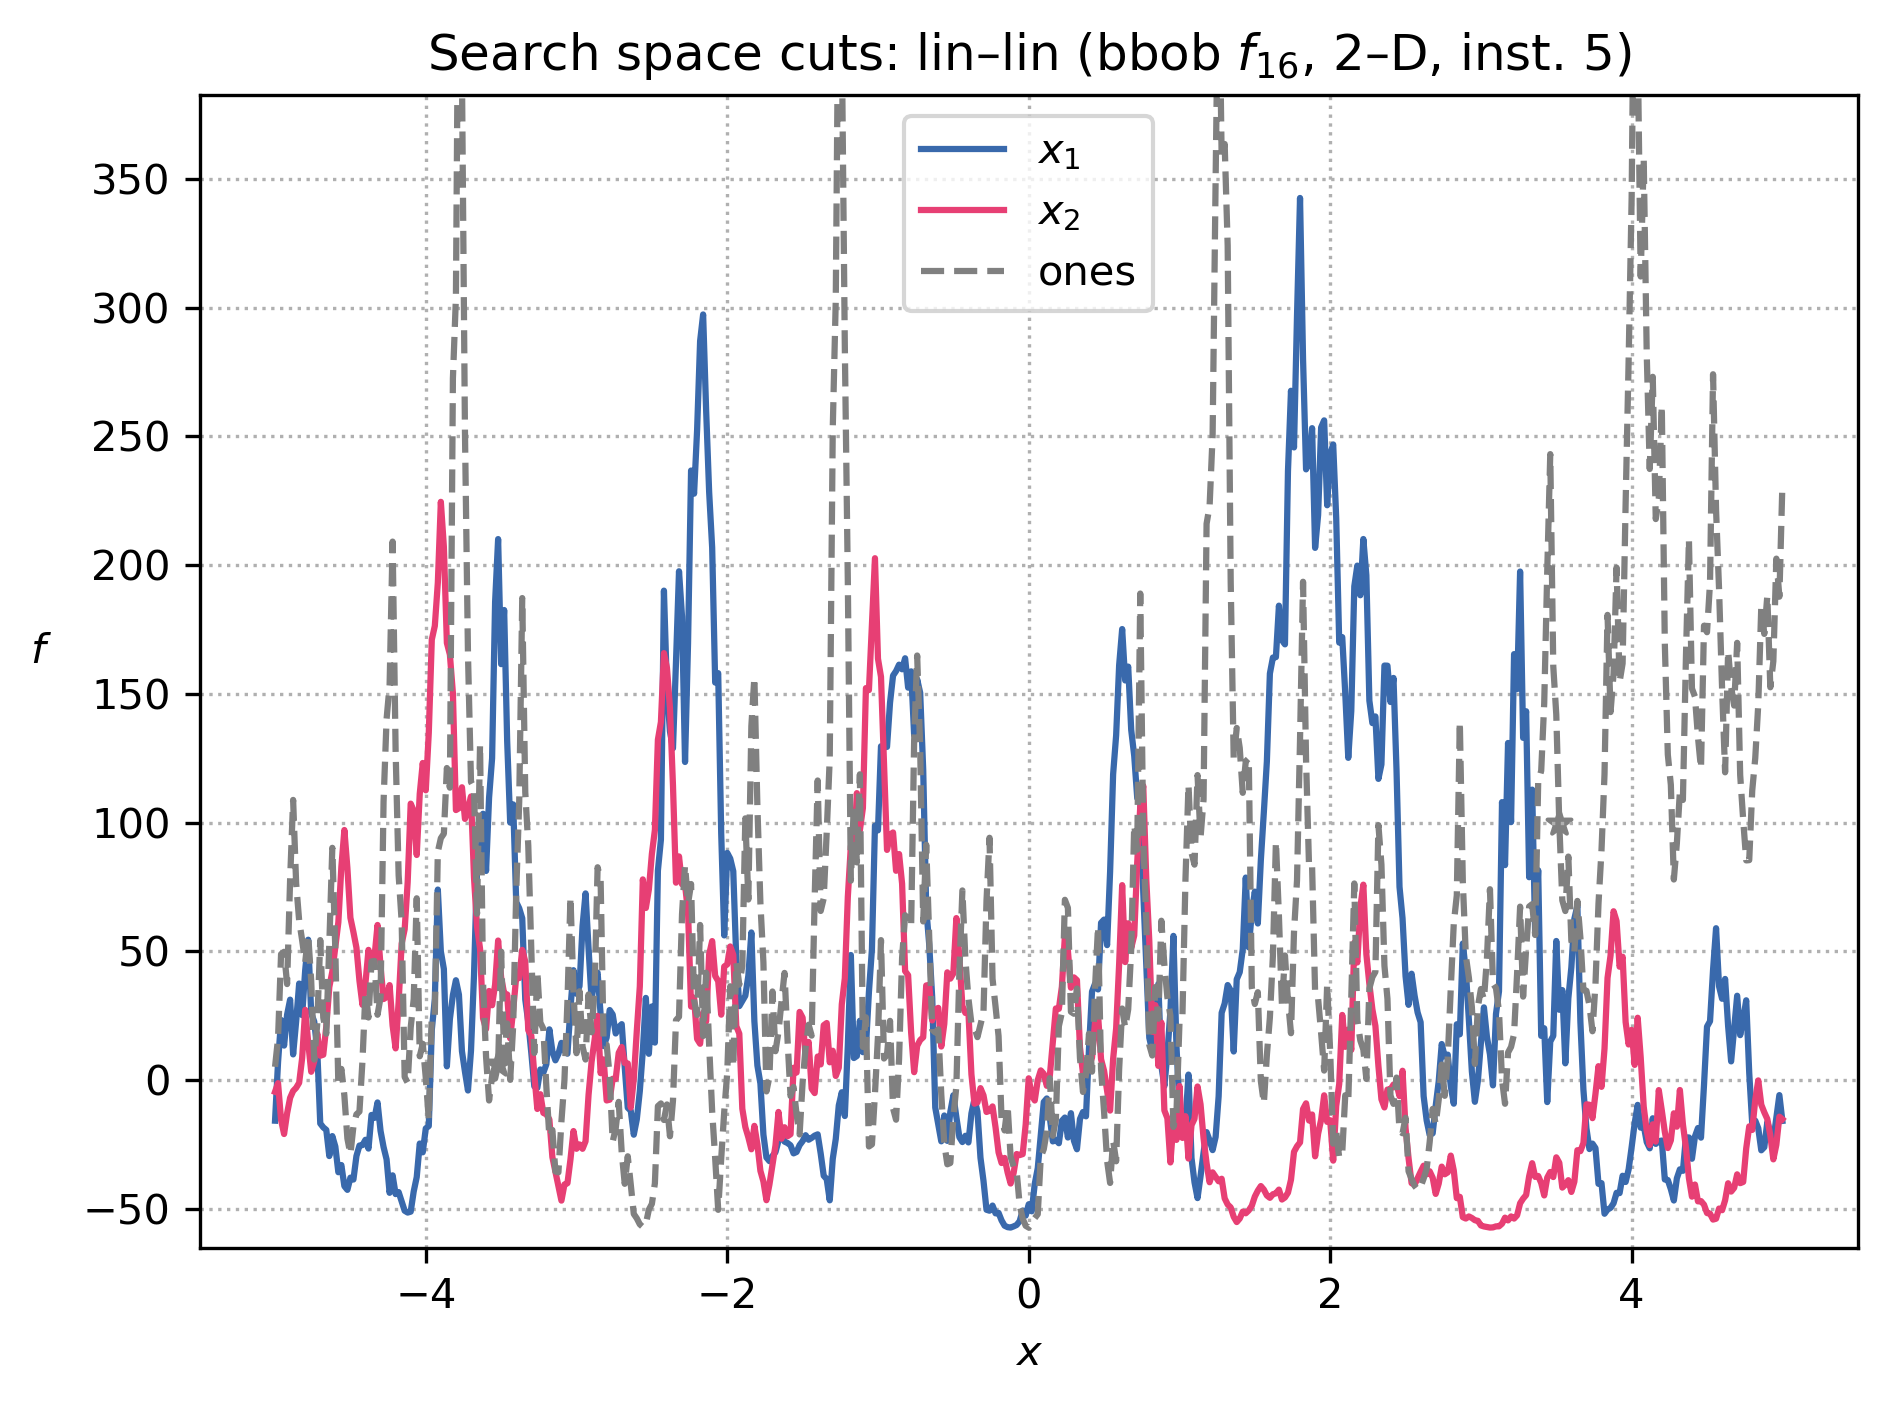 Search space cuts: lin–lin (bbob f₁₆, 2–D, inst. 5)
x₁
x₂
ones
350
300
250
200
150
100
50
0
−50
f
−4
−2
0
2
4
x